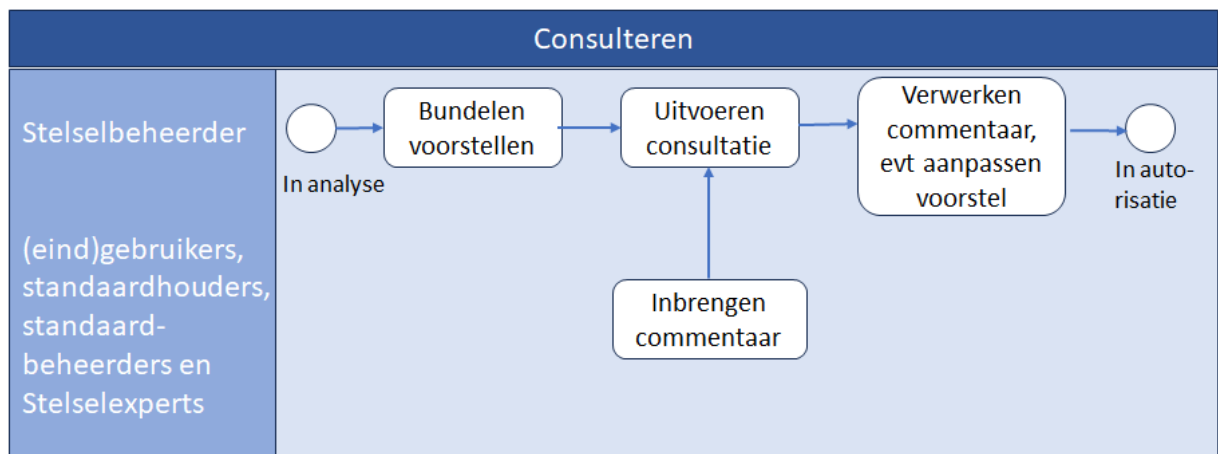 Consulteren
Stelselbeheerder
In analyse
Bundelen
voorstellen
Uitvoeren
consultatie
Verwerken
commentaar,
evt aanpassen
voorstel
In auto-
risatie
(eind)gebruikers,
standaardhouders,
standaard-
beheerders en
Stelselexperts
Inbrengen
commentaar